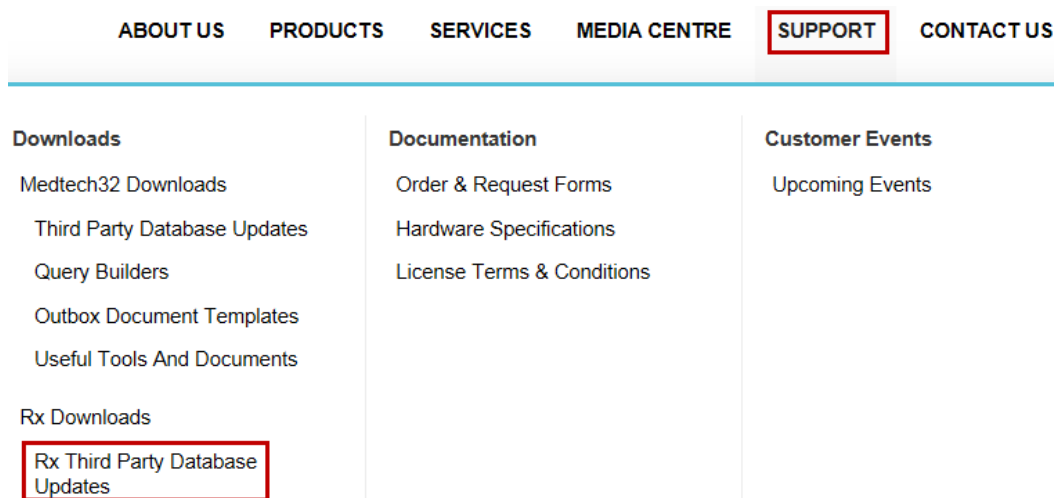 ABOUT US PRODUCTS SERVICES MEDIA CENTRE SUPPORT CONTACT US
Downloads
Medtech32 Downloads
Third Party Database Updates
Query Builders
Outbox Document Templates
Useful Tools And Documents
Rx Downloads
Rx Third Party Database
Updates
Documentation
Order & Request Forms
Hardware Specifications
License Terms & Conditions
Customer Events
Upcoming Events